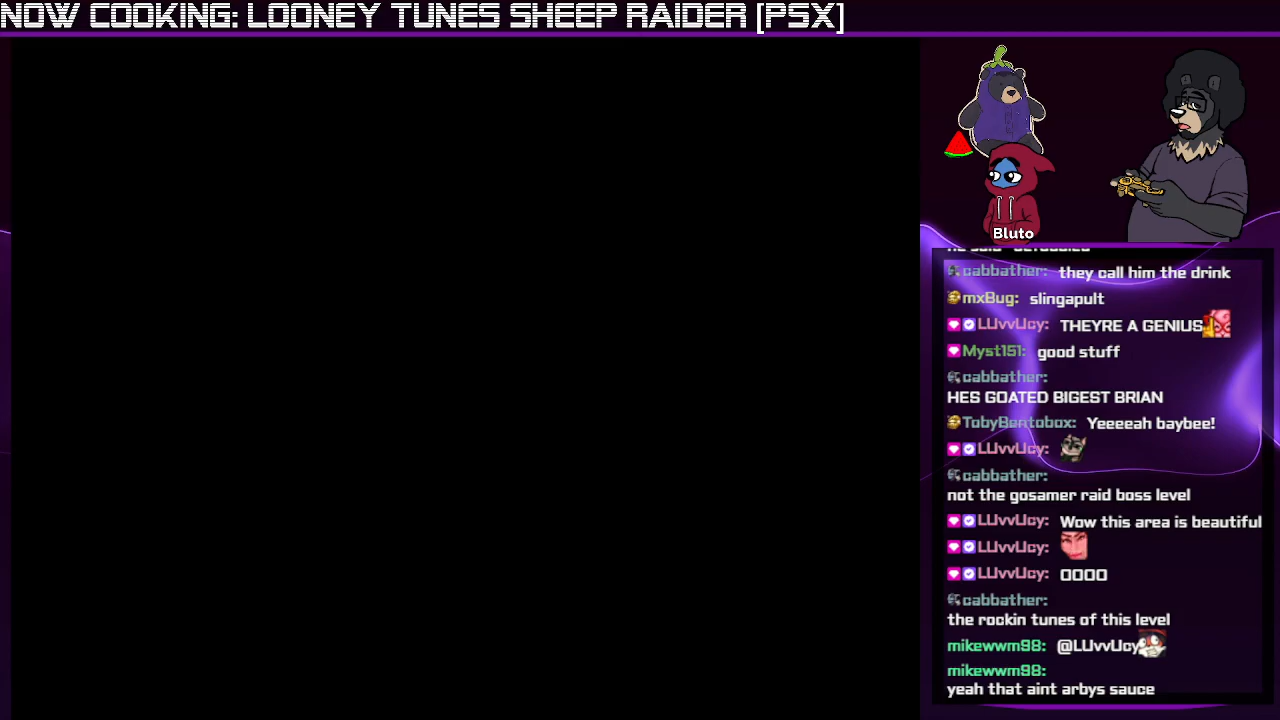 NOW COOKING: LOONEY TUNES SHEEP RAIDER [PSX]
Bluto
cabbather: they call him the drink
mxBug: slingapult
LUvvUcy: THEYRE A GENIUS
Myst151: good stuff
cabbather:
HES GOATED BIGEST BRIAN
TobyBentobox: Yeeeeah baybee!
LUvvUcy:
cabbather:
not the gosamer raid boss level
LUvvUcy: Wow this area is beautiful
LUvvUcy:
LUvvUcy: OOOO
cabbather:
the rockin tunes of this level
mikewwm98: @LUvvUcy
mikewwm98:
yeah that aint arbys sauce